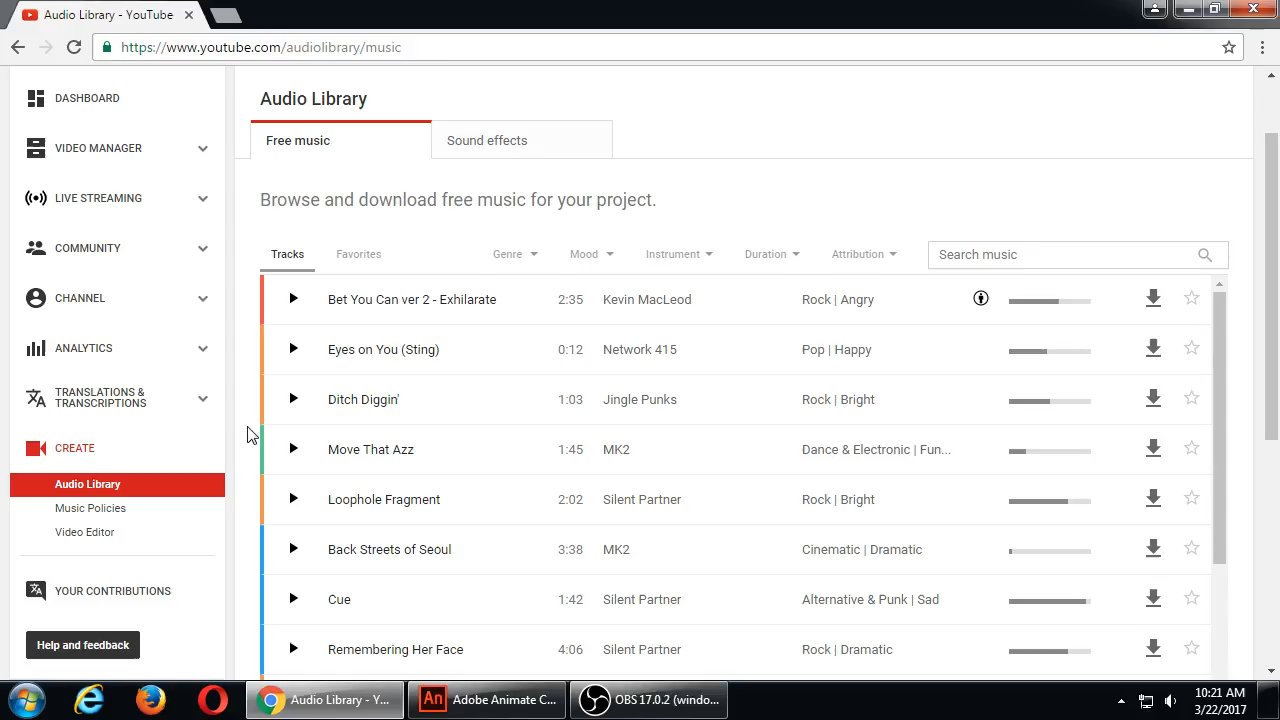 Audio Library - YouTube
https://www.youtube.com/audiolibrary/music
DASHBOARD
VIDEO MANAGER
LIVE STREAMING
COMMUNITY
CHANNEL
ANALYTICS
TRANSLATIONS &
TRANSCRIPTIONS
CREATE
Audio Library
Music Policies
Video Editor
YOUR CONTRIBUTIONS
Help and feedback
Audio Library
Free music Sound effects
Browse and download free music for your project.
Tracks Favorites Genre Mood Instrument Duration Attribution Search music
Bet You Can ver 2 - Exhilarate 2:35 Kevin MacLeod Rock | Angry
Eyes on You (Sting) 0:12 Network 415 Pop | Happy
Ditch Diggin' 1:03 Jingle Punks Rock | Bright
Move That Azz 1:45 MK2 Dance & Electronic | Fun...
Loophole Fragment 2:02 Silent Partner Rock | Bright
Back Streets of Seoul 3:38 MK2 Cinematic | Dramatic
Cue 1:42 Silent Partner Alternative & Punk | Sad
Remembering Her Face 4:06 Silent Partner Rock | Dramatic
Audio Library - Y... An Adobe Animate C... OBS 17.0.2 (windo... 10:21 AM
3/22/2017